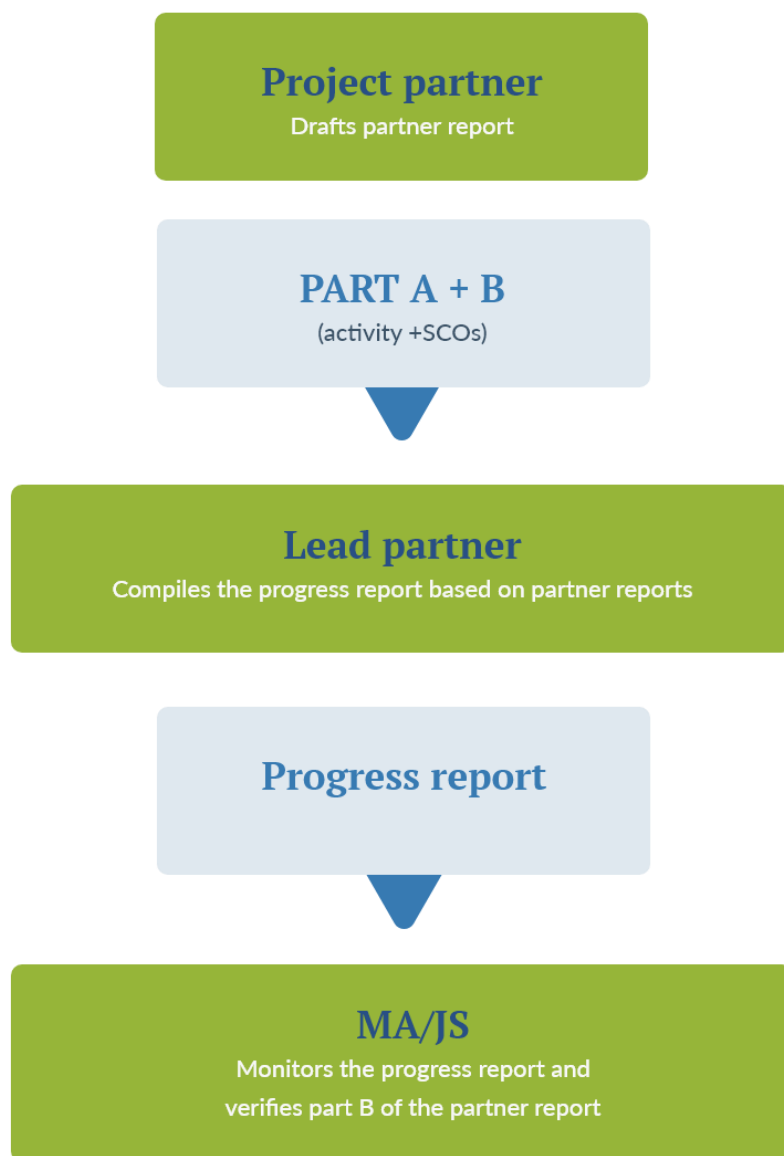 Project partner
Drafts partner report
PART A + B
(activity +SCOs)
Lead partner
Compiles the progress report based on partner reports
Progress report
MA/JS
Monitors the progress report and
verifies part B of the partner report